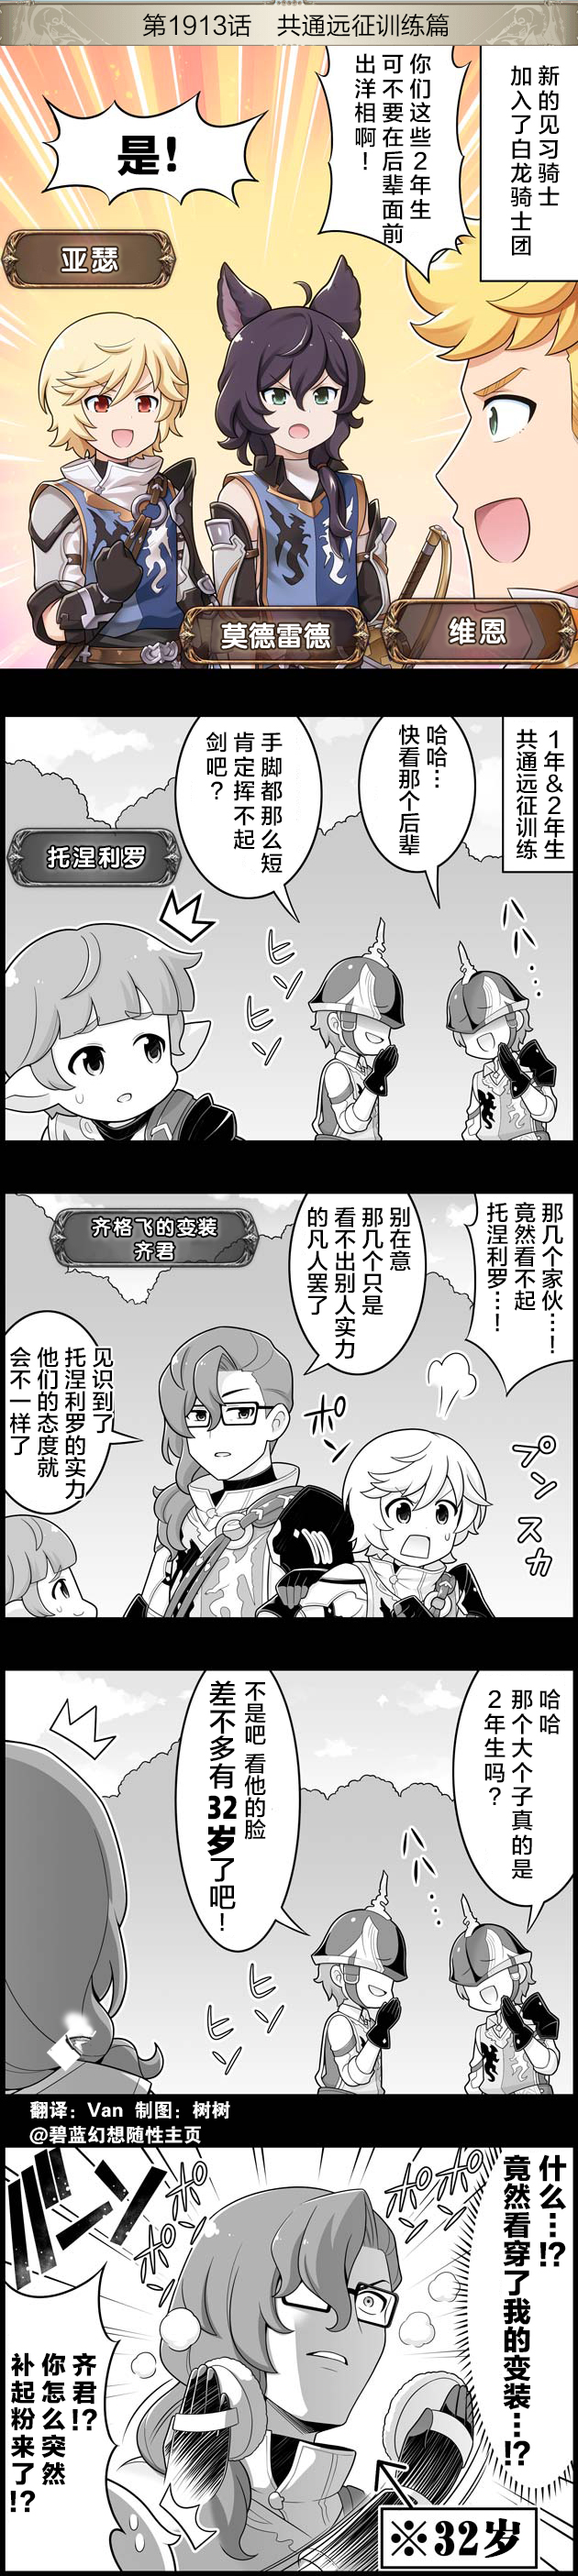 第1913话 共通远征训练篇
新的见习骑士
加入了白龙骑士团
你们这些2年生
可不要在后辈面前
出洋相啊！
是！
亚瑟
莫德雷德
维恩
1年&2年生
共通远征训练
哈哈…
快看那个后辈
手脚都那么短
肯定挥不起
剑吧？
托涅利罗
ハハ…
ヒソ
ヒソ
那几个家伙…！
竟然看不起
托涅利罗…！
别在意
那几个只是
看不出别人实力
的凡人罢了
齐格飞的变装
齐君
见识到了
托涅利罗的实力
他们的态度就
会不一样了
ポン
プン
スカ
哈哈
那个大个子真的是
2年生吗？
不是吧 看他的脸
差不多有32岁了吧！
ハハ…
ヒソ
ヒソ
翻译：Van 制图：树树
@碧蓝幻想随性主页
什么…!?
竟然看穿了我的变装…!?
ポポ
ポポ
齐君!?
你怎么突然
补起粉来了!?
※32岁